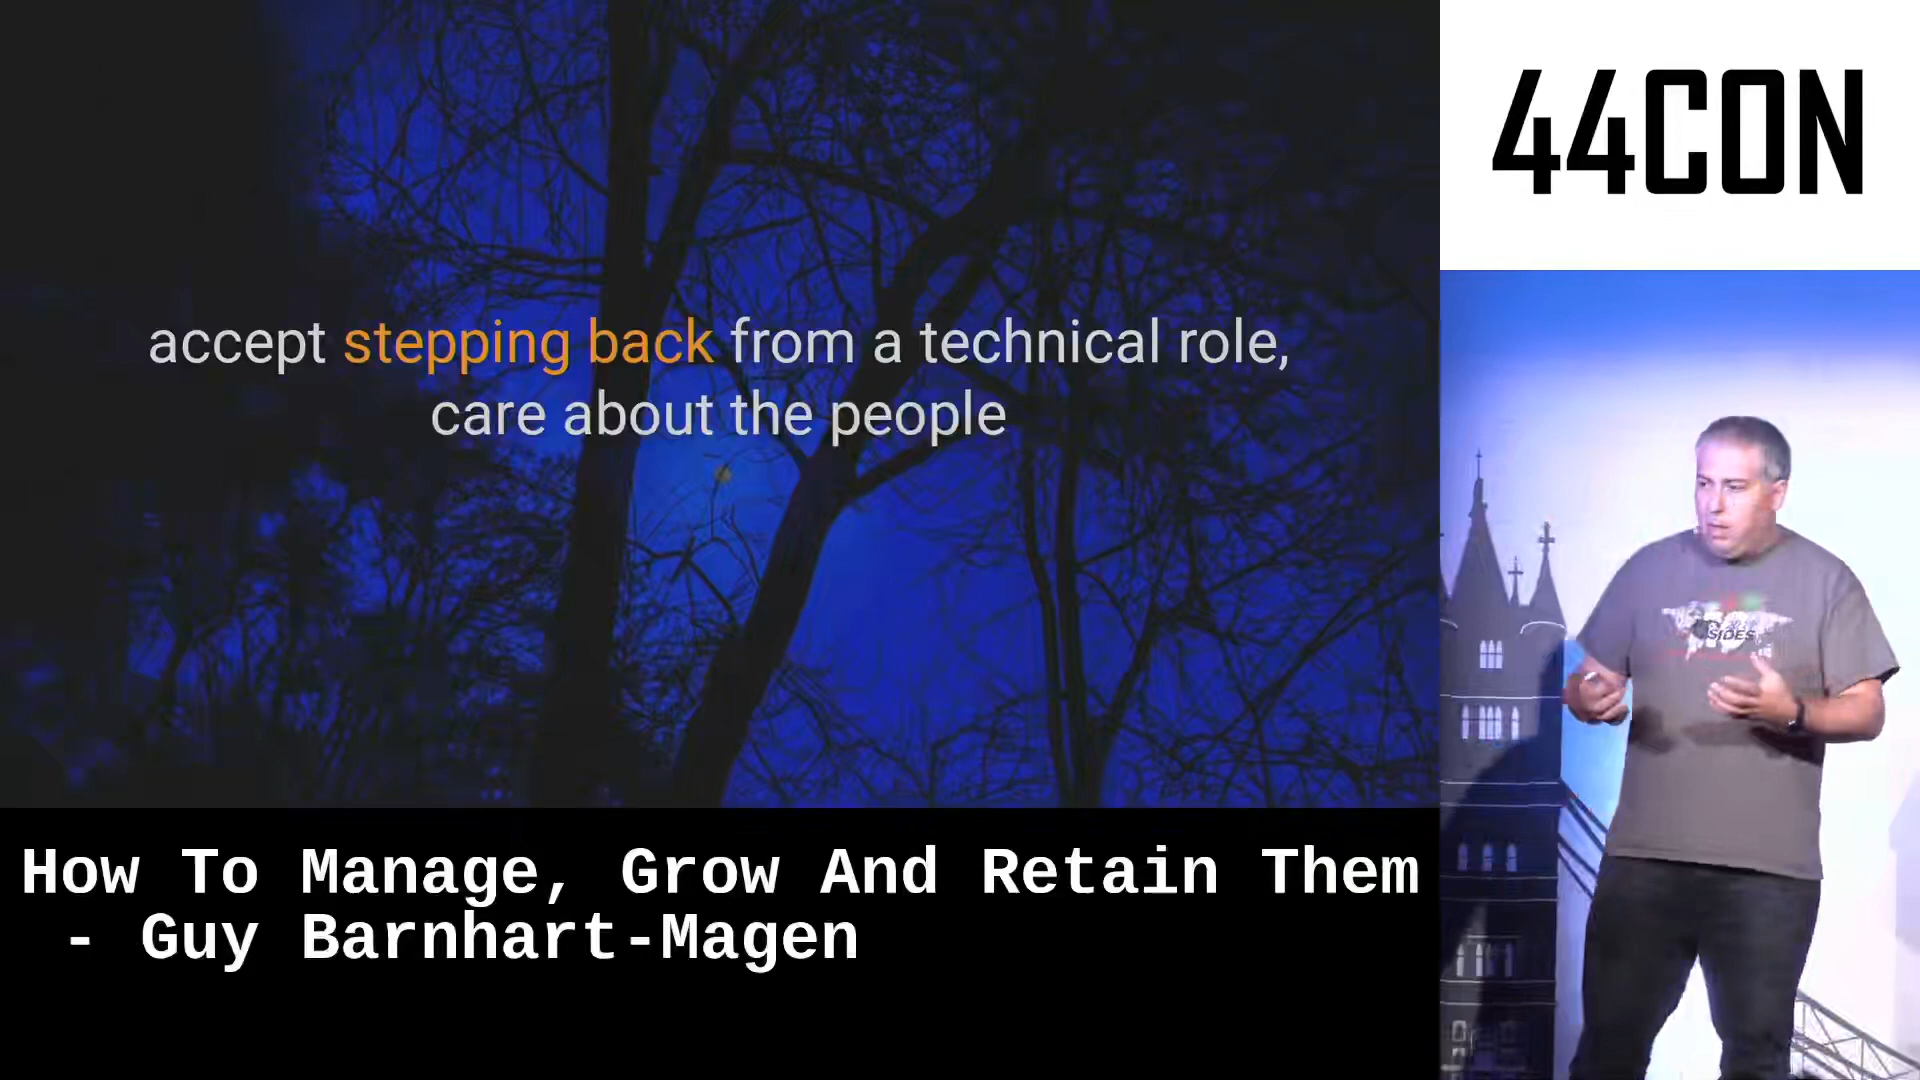 accept stepping back from a technical role,
care about the people
44CON
SIDES
How To Manage, Grow And Retain Them
- Guy Barnhart-Magen